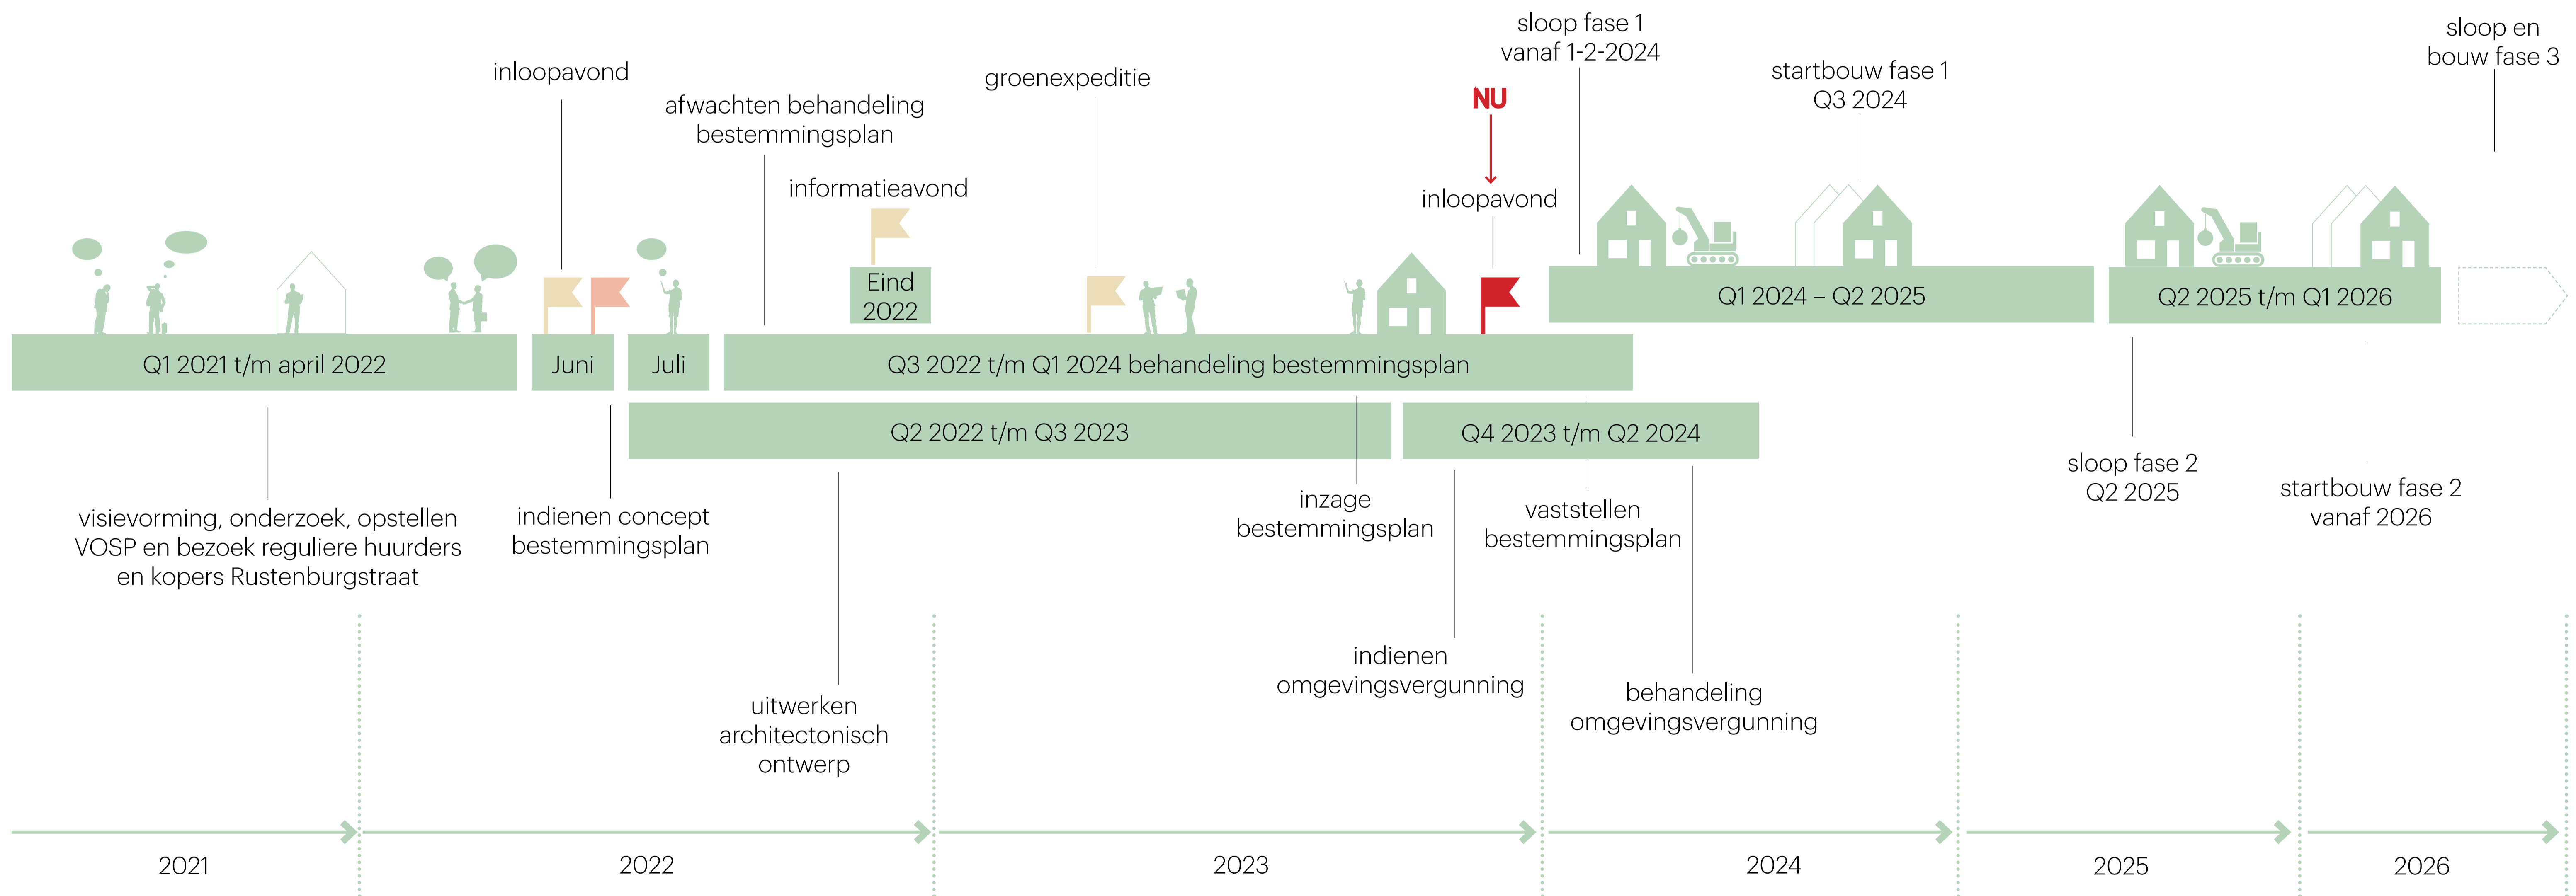 inloopavond
afwachten behandeling
bestemmingsplan
informatieavond
Eind
2022
groenexpeditie
NU
inloopavond
sloop fase 1
vanaf 1-2-2024
startbouw fase 1
Q3 2024
sloop en
bouw fase 3
Q1 2024 – Q2 2025
Q2 2025 t/m Q1 2026
Q1 2021 t/m april 2022
Juni
Juli
Q3 2022 t/m Q1 2024 behandeling bestemmingsplan
Q2 2022 t/m Q3 2023
Q4 2023 t/m Q2 2024
visievorming, onderzoek, opstellen
VOSP en bezoek reguliere huurders
en kopers Rustenburgstraat
indienen concept
bestemmingsplan
uitwerken
architectonisch
ontwerp
inzage
bestemmingsplan
indienen
omgevingsvergunning
vaststellen
bestemmingsplan
behandeling
omgevingsvergunning
sloop fase 2
Q2 2025
startbouw fase 2
vanaf 2026
2021
2022
2023
2024
2025
2026